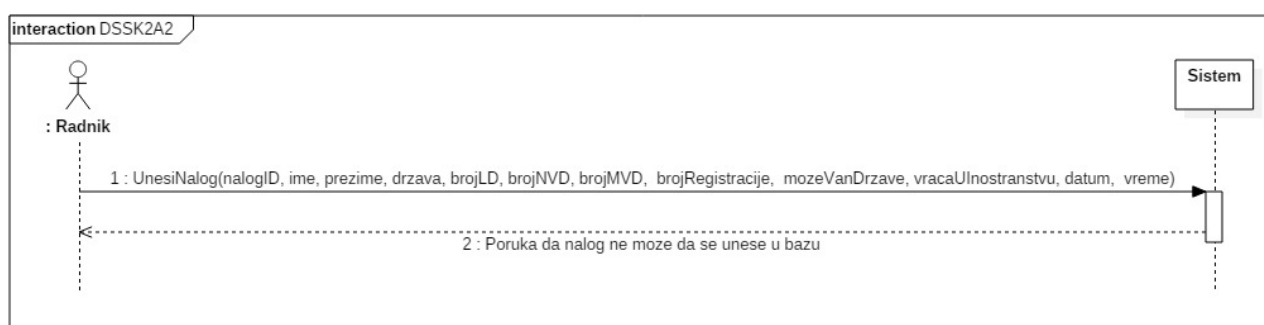 interaction DSSK2A2
Sistem
: Radnik
1 : UnesiNalog(nalogID, ime, prezime, drzava, brojLD, brojNVD, brojMVD, brojRegistracije, mozeVanDrzave, vracaUInostranstvu, datum, vreme)
2 : Poruka da nalog ne moze da se unese u bazu